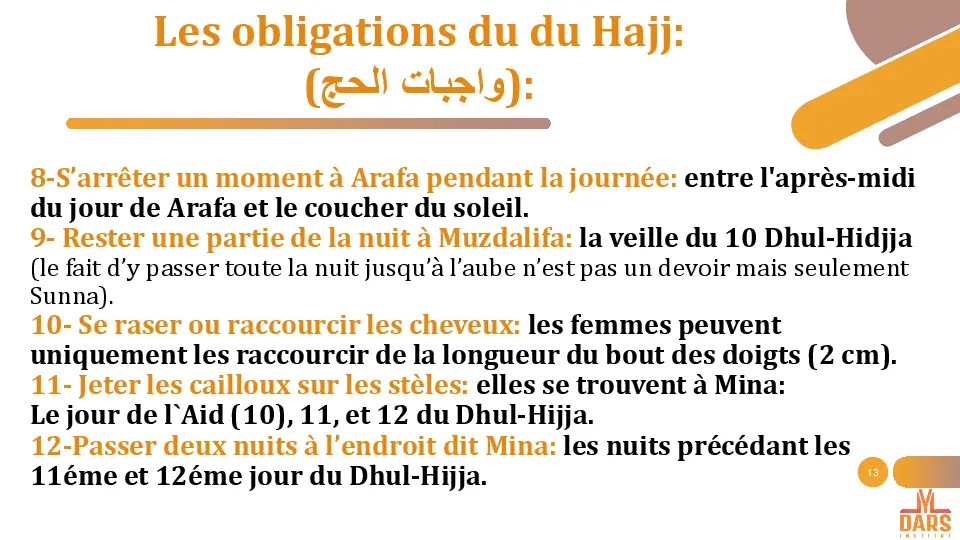 Les obligations du du Hajj:
(واجبات الحج):
8-S’arrêter un moment à Arafa pendant la journée: entre l'après-midi
du jour de Arafa et le coucher du soleil.
9- Rester une partie de la nuit à Muzdalifa: la veille du 10 Dhul-Hidjja
(le fait d’y passer toute la nuit jusqu’à l’aube n’est pas un devoir mais seulement
Sunna).
10- Se raser ou raccourcir les cheveux: les femmes peuvent
uniquement les raccourcir de la longueur du bout des doigts (2 cm).
11- Jeter les cailloux sur les stèles: elles se trouvent à Mina:
Le jour de l`Aid (10), 11, et 12 du Dhul-Hijja.
12-Passer deux nuits à l’endroit dit Mina: les nuits précédant les
11éme et 12éme jour du Dhul-Hijja.
13
DARS
INSTITUT